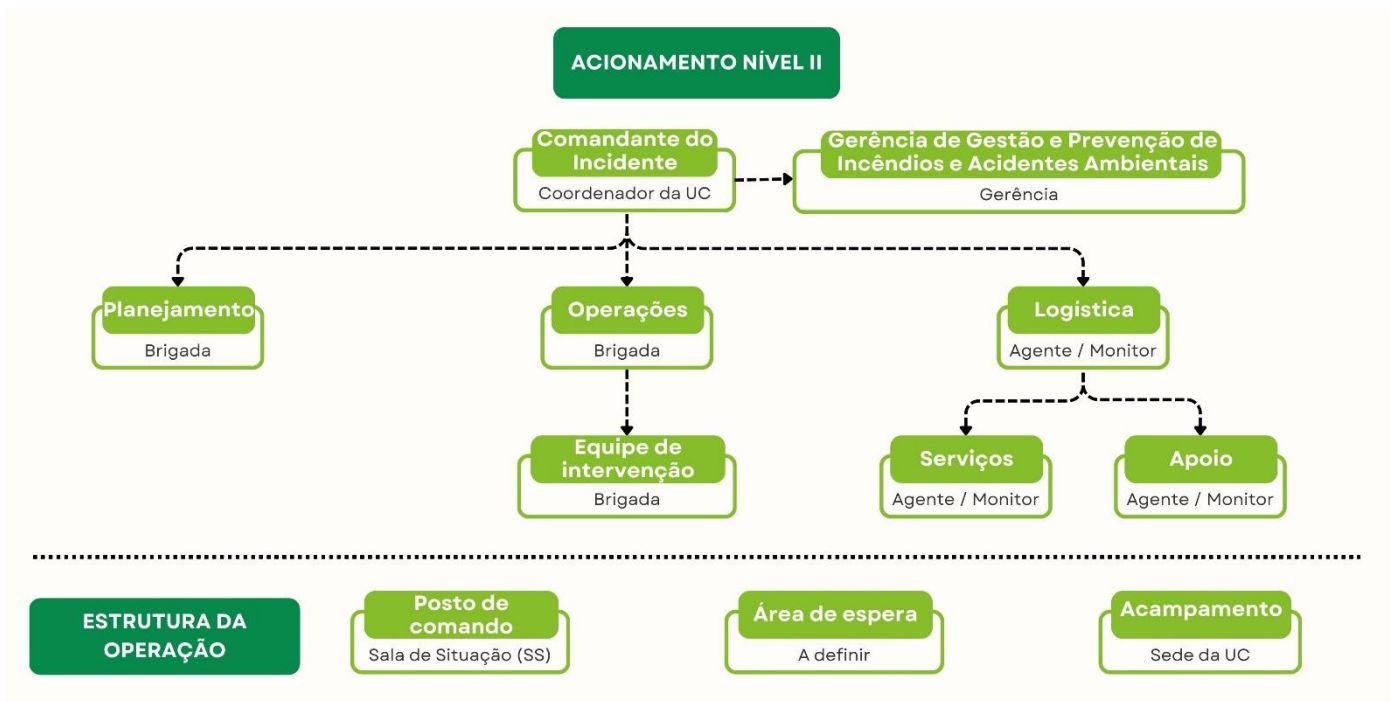 ACIONAMENTO NÍVEL II
Comandante do
Incidente
Coordenador da UC
Gerência de Gestão e Prevenção de
Incêndios e Acidentes Ambientais
Gerência
Planejamento
Brigada
Operações
Brigada
Logística
Agente / Monitor
Equipe de
intervenção
Brigada
Serviços
Agente / Monitor
Apoio
Agente / Monitor
ESTRUTURA DA
OPERAÇÃO
Posto de
comando
Sala de Situação (SS)
Área de espera
A definir
Acampamento
Sede da UC